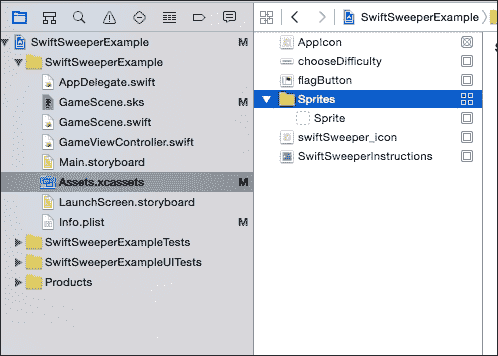 SwiftSweeperExample
SwiftSweeperExample M
SwiftSweeperExample
AppDelegate.swift
GameScene.sks M
GameScene.swift
GameViewController.swift
Main.storyboard
Assets.xcassets M
LaunchScreen.storyboard
Info.plist M
SwiftSweeperExampleTests
SwiftSweeperExampleUITests
Products
AppIcon
chooseDifficulty
flagButton
Sprites
Sprite
swiftSweeper_icon
SwiftSweeperInstructions